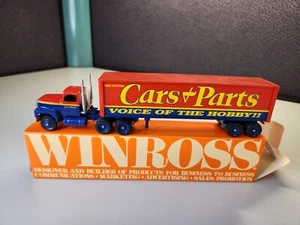 Cars & Parts
VOICE OF THE HOBBY!!
WINROSS
DESIGNER AND BUILDER OF PRODUCTS FOR BUSINESS TO BUSINESS
COMMUNICATIONS • MARKETING • ADVERTISING • SALES PROMOTION